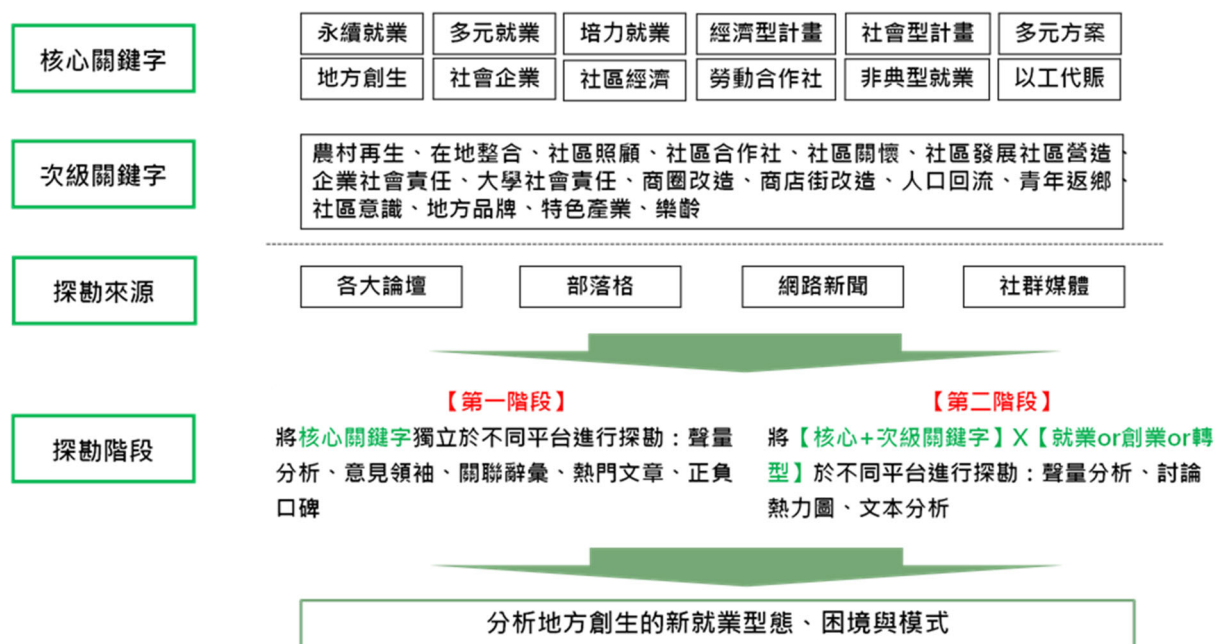 核心關鍵字
永續就業 多元就業 培力就業 經濟型計畫 社會型計畫 多元方案
地方創生 社會企業 社區經濟 勞動合作社 非典型就業 以工代賑
次級關鍵字
農村再生、在地整合、社區照顧、社區合作社、社區關懷、社區發展社區營造、
企業社會責任、大學社會責任、商圈改造、商店街改造、人口回流、青年返鄉、
社區意識、地方品牌、特色產業、樂齡
探勘來源
各大論壇 部落格 網路新聞 社群媒體
探勘階段
【第一階段】
將核心關鍵字獨立於不同平台進行探勘：聲量
分析、意見領袖、關聯辭彙、熱門文章、正負
口碑
【第二階段】
將【核心+次級關鍵字】X【就業or創業or轉
型】於不同平台進行探勘：聲量分析、討論
熱力圖、文本分析
分析地方創生的新就業型態、困境與模式